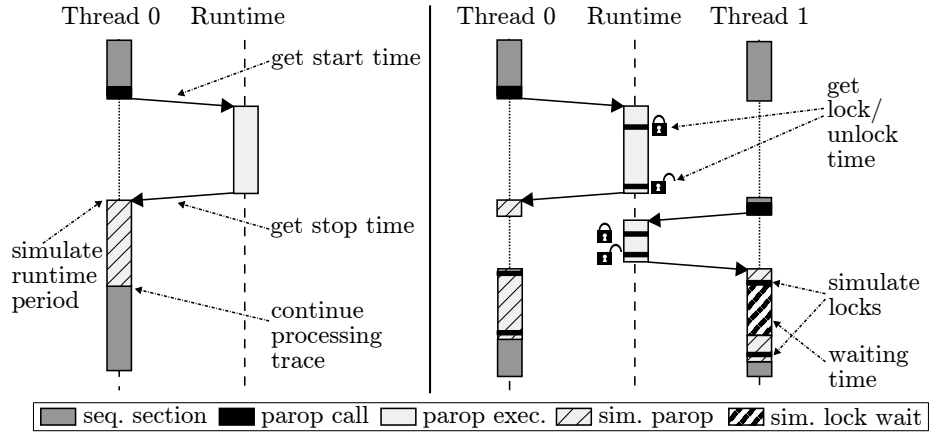 Thread 0 Runtime
get start time
get stop time
simulate
runtime
period
continue
processing
trace
Thread 0 Runtime Thread 1
get
lock/
unlock
time
simulate
locks
waiting
time
seq. section parop call parop exec. sim. parop sim. lock wait